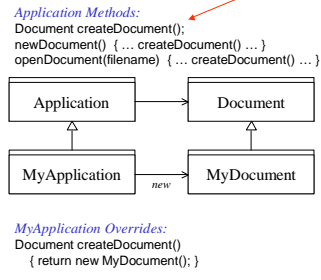 Application Methods:
Document createDocument();
newDocument() { … createDocument() … }
openDocument(filename) { … createDocument() … }
Application
Document
MyApplication
new
MyDocument
MyApplication Overrides:
Document createDocument()
{ return new MyDocument(); }